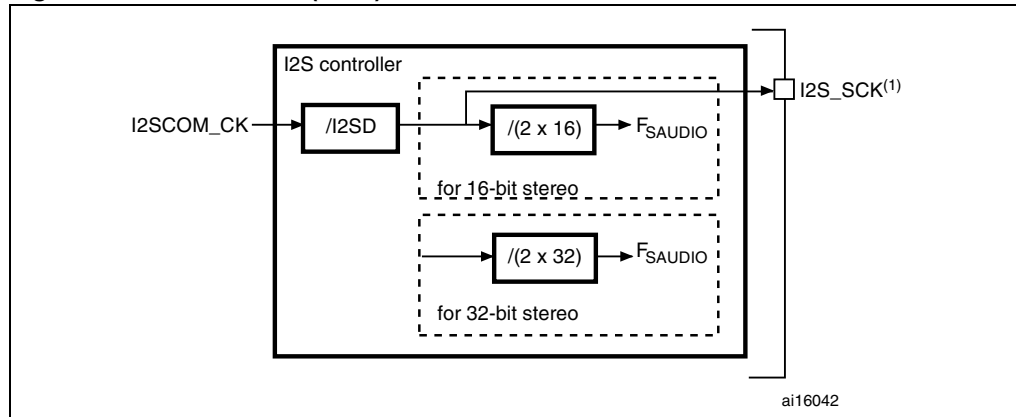 I2S controller
I2SCOM_CK
/I2SD
/(2 x 16)
FSAUDIO
I2S_SCK(1)
for 16-bit stereo
/(2 x 32)
FSAUDIO
for 32-bit stereo
ai16042